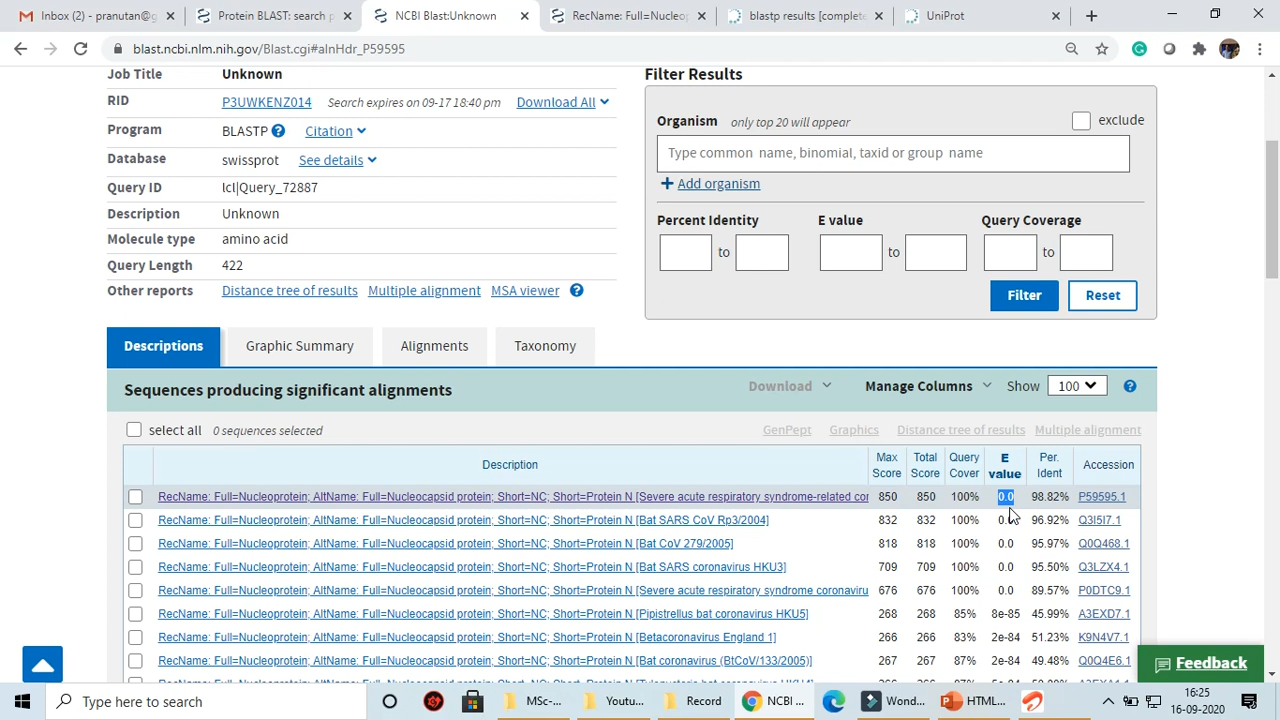 Inbox (2) - pranutan@g
Protein BLAST: search p
NCBI Blast:Unknown
RecName: Full=Nucleop
blastp results [complete
UniProt
blast.ncbi.nlm.nih.gov/Blast.cgi#alnHdr_P59595
Job Title Unknown
RID P3UWKENZ014 Search expires on 09-17 18:40 pm Download All
Program BLASTP ? Citation
Database swissprot See details
Query ID lcl|Query_72887
Description Unknown
Molecule type amino acid
Query Length 422
Other reports Distance tree of results Multiple alignment MSA viewer ?
Filter Results
Organism only top 20 will appear exclude
Type common name, binomial, taxid or group name
+ Add organism
Percent Identity E value Query Coverage
to to to
Filter Reset
Descriptions Graphic Summary Alignments Taxonomy
Sequences producing significant alignments Download Manage Columns Show 100 ?
select all 0 sequences selected GenPept Graphics Distance tree of results Multiple alignment
Description Max Score Total Score Query Cover E value Per. Ident Accession
RecName: Full=Nucleoprotein; AltName: Full=Nucleocapsid protein; Short=NC; Short=Protein N [Severe acute respiratory syndrome-related cor 850 850 100% 0.0 98.82% P59595.1
RecName: Full=Nucleoprotein; AltName: Full=Nucleocapsid protein; Short=NC; Short=Protein N [Bat SARS CoV Rp3/2004] 832 832 100% 0.0 96.92% Q3I5I7.1
RecName: Full=Nucleoprotein; AltName: Full=Nucleocapsid protein; Short=NC; Short=Protein N [Bat CoV 279/2005] 818 818 100% 0.0 95.97% Q0Q468.1
RecName: Full=Nucleoprotein; AltName: Full=Nucleocapsid protein; Short=NC; Short=Protein N [Bat SARS coronavirus HKU3] 709 709 100% 0.0 95.50% Q3LZX4.1
RecName: Full=Nucleoprotein; AltName: Full=Nucleocapsid protein; Short=NC; Short=Protein N [Severe acute respiratory syndrome coronaviru 676 676 100% 0.0 89.57% P0DTC9.1
RecName: Full=Nucleoprotein; AltName: Full=Nucleocapsid protein; Short=NC; Short=Protein N [Pipistrellus bat coronavirus HKU5] 268 268 85% 8e-85 45.99% A3EXD7.1
RecName: Full=Nucleoprotein; AltName: Full=Nucleocapsid protein; Short=NC; Short=Protein N [Betacoronavirus England 1] 266 266 83% 2e-84 51.23% K9N4V7.1
RecName: Full=Nucleoprotein; AltName: Full=Nucleocapsid protein; Short=NC; Short=Protein N [Bat coronavirus (BtCoV/133/2005)] 267 267 87% 2e-84 49.48% Q0Q4E6.1
Feedback
Type here to search
MSc-...
Youtu...
Record
NCBI ...
Wond...
HTML...
16:25
16-09-2020